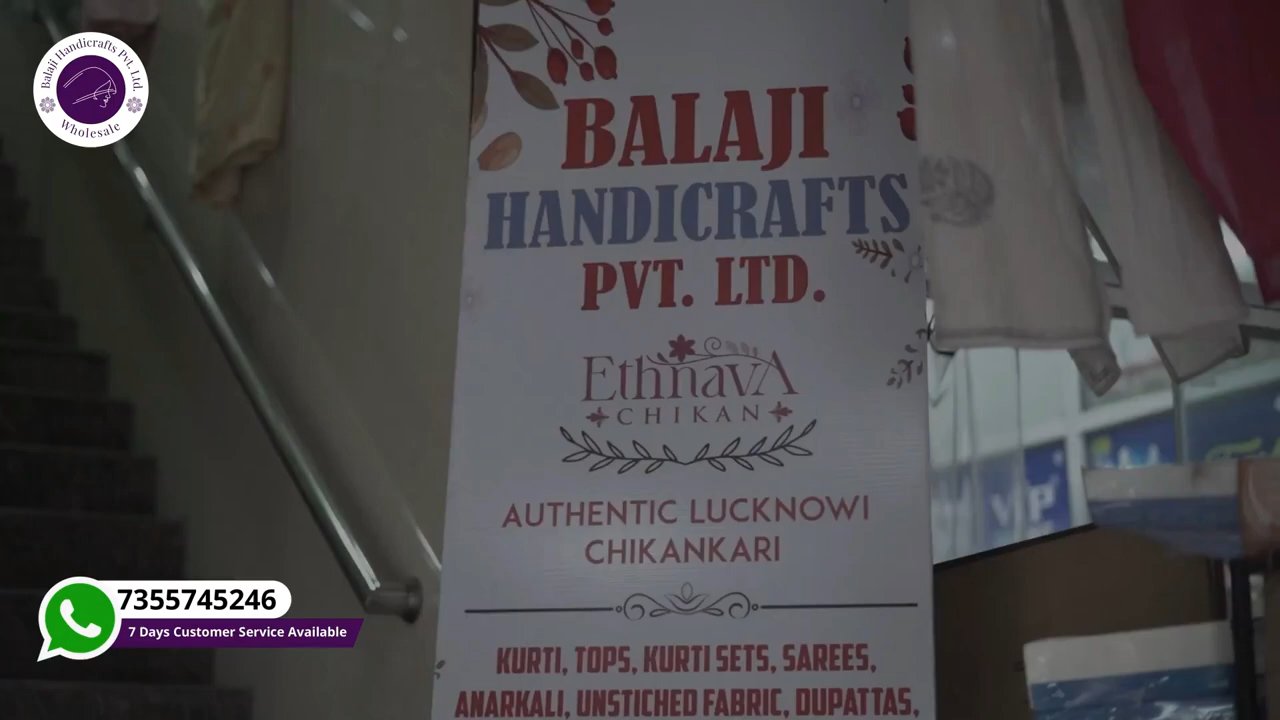 Balaji Handicrafts Pvt. Ltd.
Wholesale
BALAJI
HANDICRAFTS
PVT. LTD.
EthnavA
CHIKAN
AUTHENTIC LUCKNOWI
CHIKANKARI
KURTI, TOPS, KURTI SETS, SAREES,
ANARKALI, UNSTICHED FABRIC, DUPATTAS,
VIP
7355745246
7 Days Customer Service Available